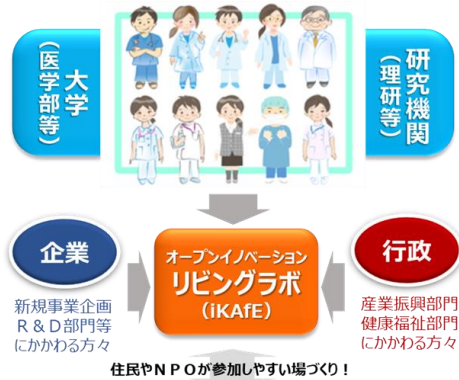 大学
(医学部等)
研究機関
(理研等)
企業
新規事業企画
R&D部門等
にかかわる方々
オープンイノベーション
リビングラボ
(iKAfE)
行政
産業振興部門
健康福祉部門
にかかわる方々
住民やNPOが参加しやすい場づくり！